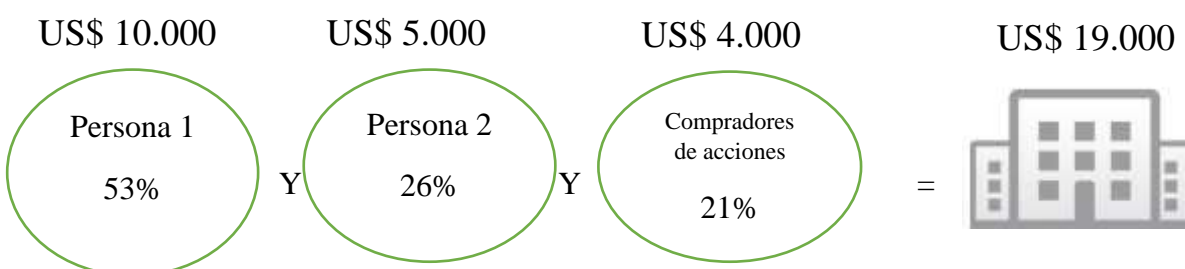 US$ 10.000
US$ 5.000
US$ 4.000
US$ 19.000
Persona 1
53%
Y
Persona 2
26%
Y
Compradores
de acciones
21%
=